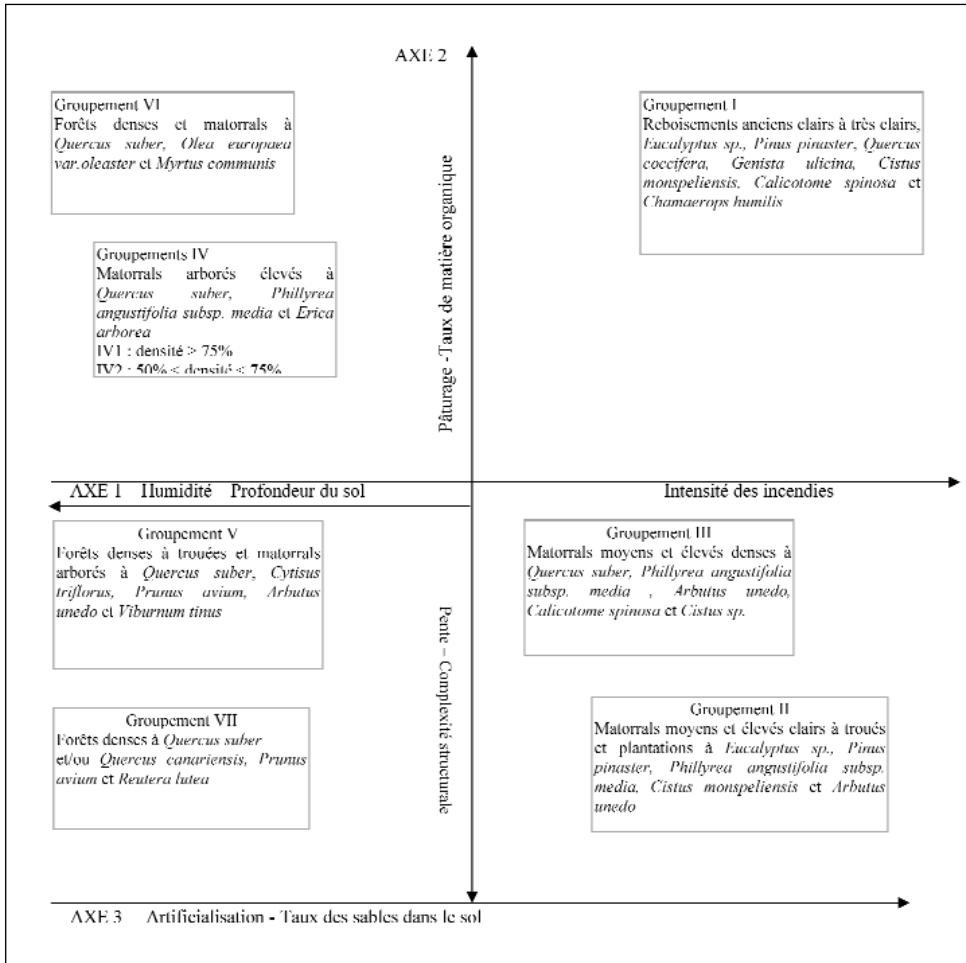 AXE 2
Groupement VI
Forêts denses et matorrals à
Quercus suber, Olea europaea
var.oleaster et Myrtus communis
Groupement I
Reboisements anciens clairs à très clairs,
Eucalyptus sp., Pinus pinaster, Quercus
coccifera, Genista ulicina, Cistus
monspeliensis, Calicotome spinosa et
Chamaerops humilis
Groupements IV
Matorrals arborés élevés à
Quercus suber, Phillyrea
angustifolia subsp. media et Erica
arborea
IV1 : densité > 75%
IV2 : 50% < densité < 75%
Pâturage -Taux de matière organique
AXE 1 Humidité Profondeur du sol
Intensité des incendies
Groupement V
Forêts denses à trouées et matorrals
arborés à Quercus suber, Cytisus
triflorus, Prunus avium, Arbutus
unedo et Viburnum tinus
Groupement III
Matorrals moyens et élevés denses à
Quercus suber, Phillyrea angustifolia
subsp. media , Arbutus unedo,
Calicotome spinosa et Cistus sp.
Pente – Complexité structurale
Groupement VII
Forêts denses à Quercus suber
et/ou Quercus canariensis, Prunus
avium et Reutera lutea
Groupement II
Matorrals moyens et élevés clairs à troués
et plantations à Eucalyptus sp., Pinus
pinaster, Phillyrea angustifolia subsp.
media, Cistus monspeliensis et Arbutus
unedo
AXE 3 Artificialisation - Taux des sables dans le sol